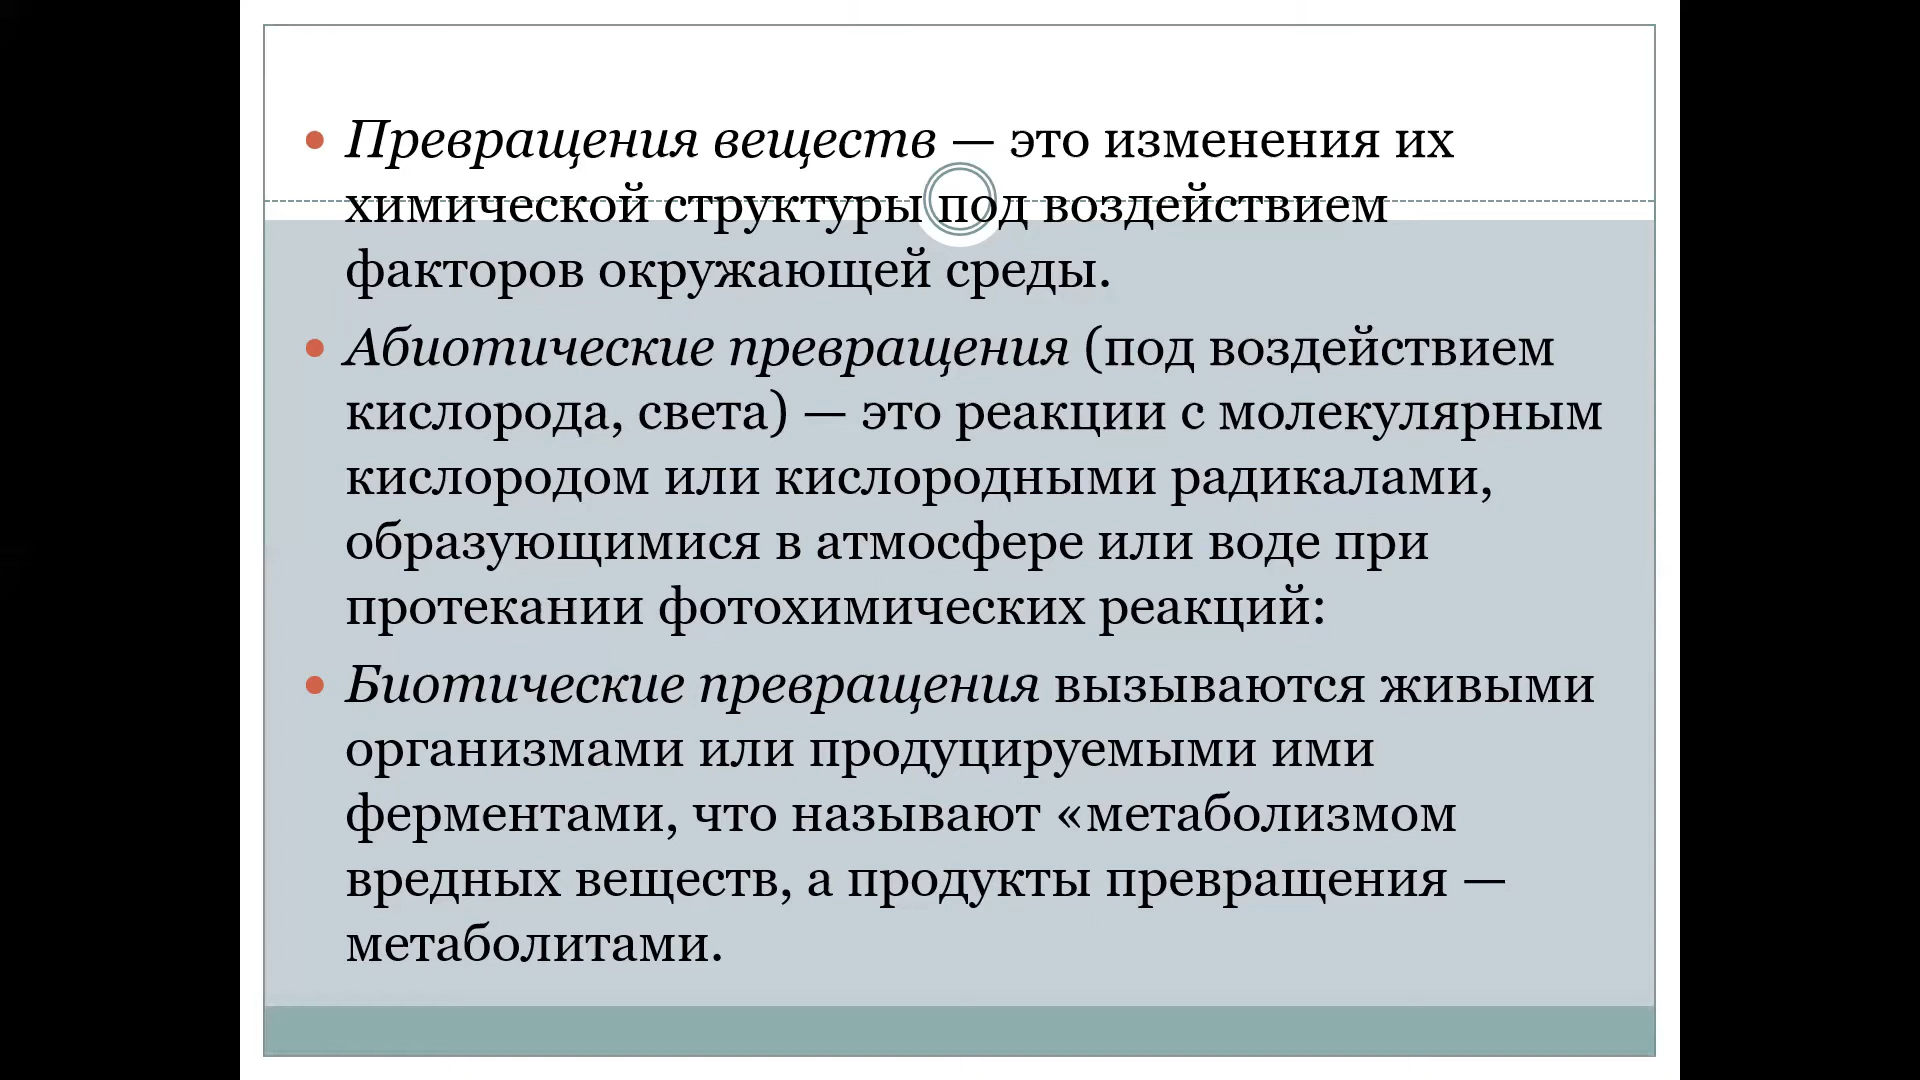 • Превращения веществ — это изменения их
химической структуры под воздействием
факторов окружающей среды.
• Абиотические превращения (под воздействием
кислорода, света) — это реакции с молекулярным
кислородом или кислородными радикалами,
образующимися в атмосфере или воде при
протекании фотохимических реакций:
• Биотические превращения вызываются живыми
организмами или продуцируемыми ими
ферментами, что называют «метаболизмом
вредных веществ, а продукты превращения —
метаболитами.